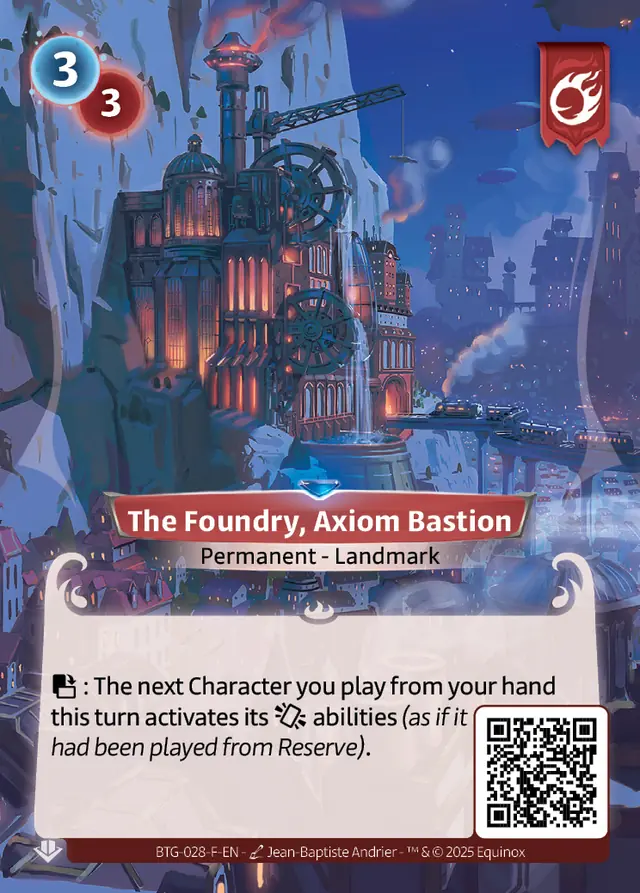 3
3
The Foundry, Axiom Bastion
Permanent - Landmark
: The next Character you play from your hand
this turn activates its abilities (as if it
had been played from Reserve).
BTG-028-F-EN - Jean-Baptiste Andrier - ™ & © 2025 Equinox